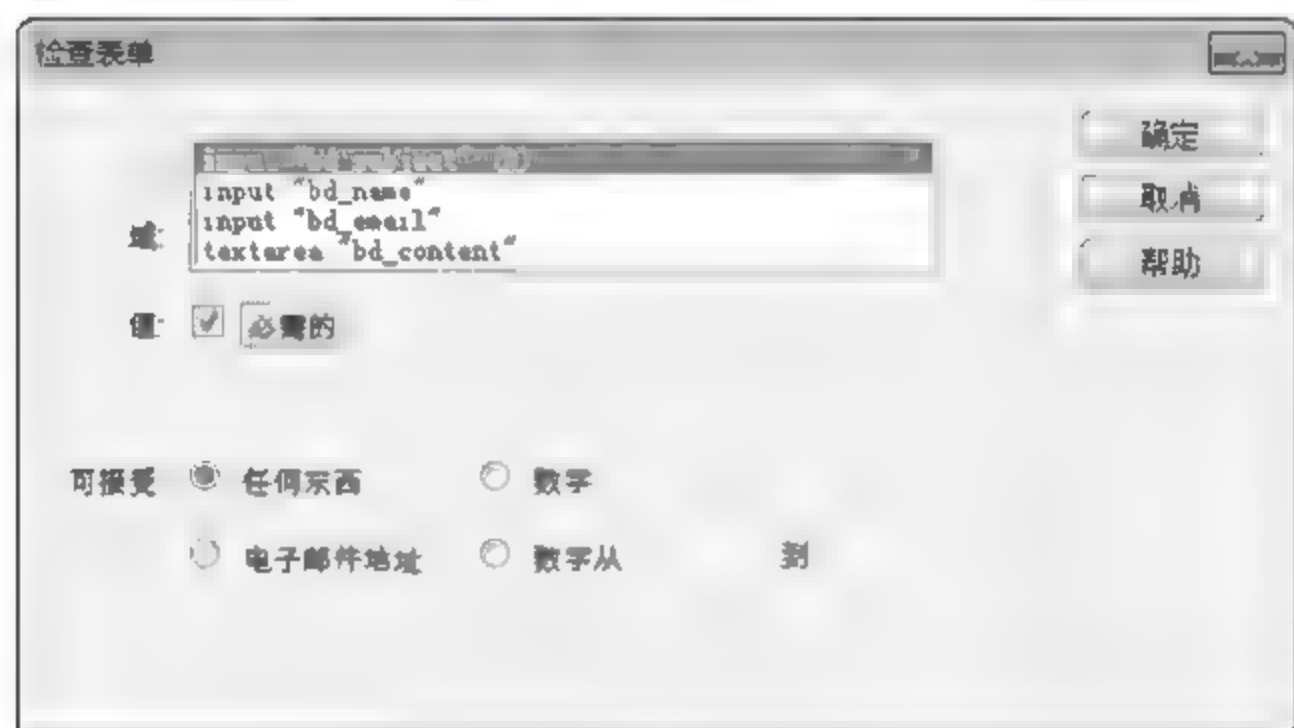 检查表单
确定
取消
帮助
input "bd_name"
input "bd_email"
textarea "bd_content"
域:
值: 必需的
可接受 任何东西 数字
电子邮件地址 数字从 到